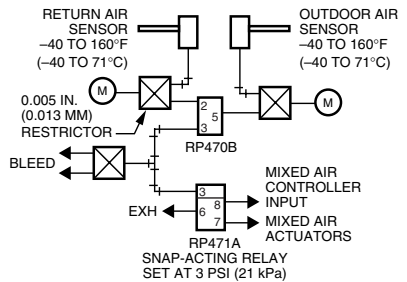 RETURN AIR
SENSOR
–40 TO 160°F
(–40 TO 71°C)
OUTDOOR AIR
SENSOR
–40 TO 160°F
(–40 TO 71°C)
M
0.005 IN.
(0.013 MM)
RESTRICTOR
2
3
5
RP470B
M
BLEED
3
8
6
7
EXH
MIXED AIR
CONTROLLER
INPUT
MIXED AIR
ACTUATORS
RP471A
SNAP-ACTING RELAY
SET AT 3 PSI (21 kPa)